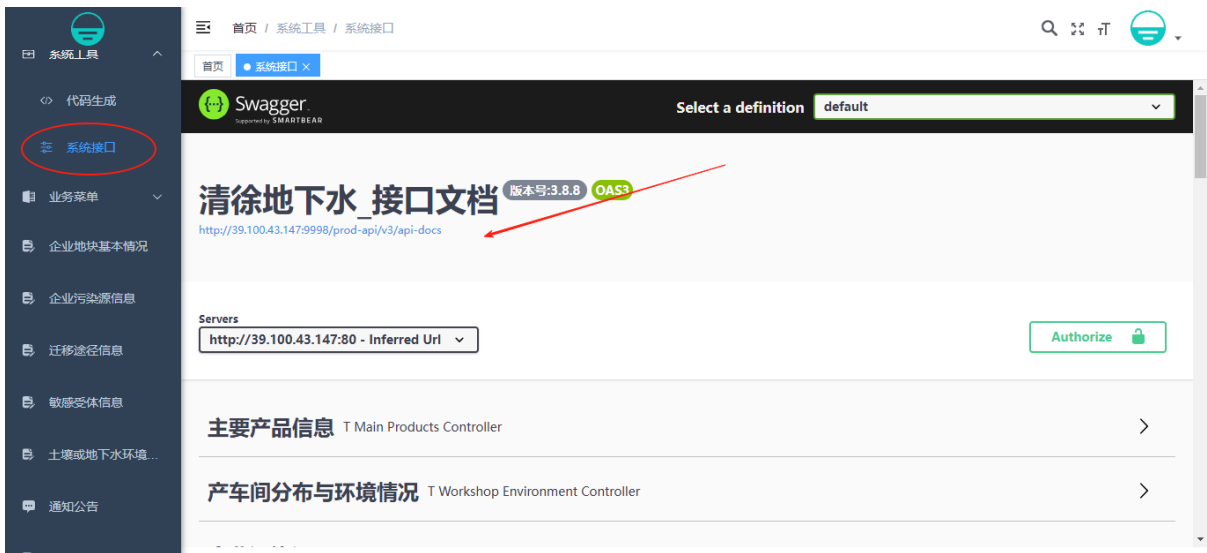 首页 / 系统工具 / 系统接口
系统工具
首页
系统接口 ×
代码生成
系统接口
业务菜单
企业地块基本情况
企业污染源信息
迁移途径信息
敏感受体信息
土壤或地下水环境...
通知公告
Swagger.
Supported by SMARTBEAR
Select a definition
default
清徐地下水_接口文档 版本号:3.8.8 OAS3
http://39.100.43.147:9998/prod-api/v3/api-docs
Servers
http://39.100.43.147:80 - Inferred Url
Authorize
主要产品信息 T Main Products Controller
产车间分布与环境情况 T Workshop Environment Controller